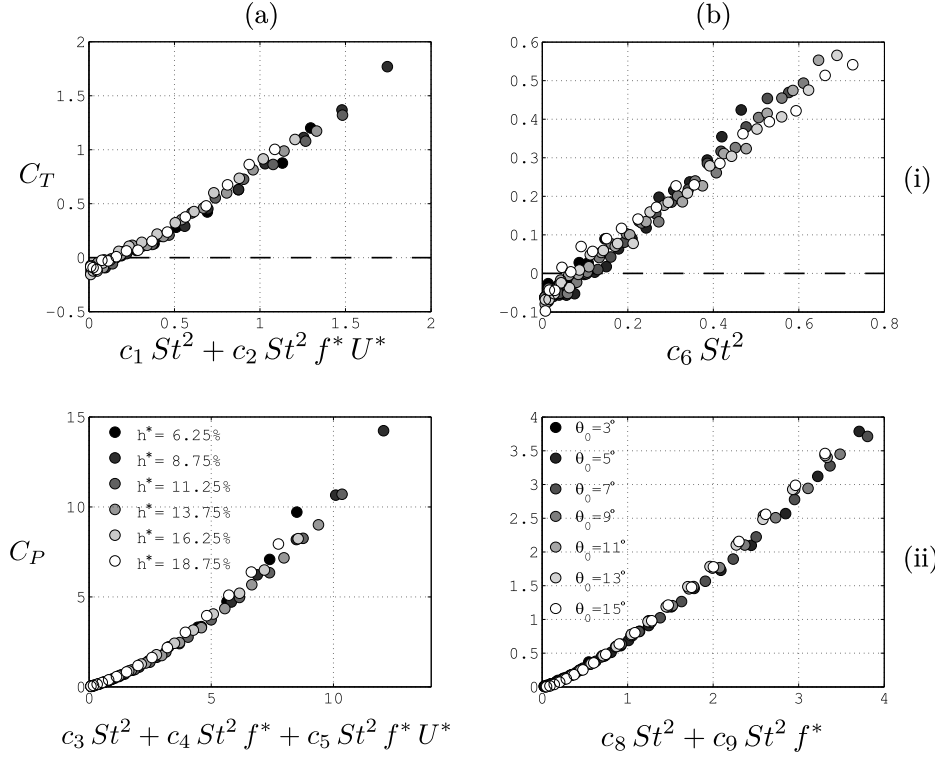 (a)
(b)
2
1.5
1
0.5
0
-0.5
C_T
0 0.5 1 1.5 2
c_1 St^2 + c_2 St^2 f^* U^*
0.6
0.5
0.4
0.3
0.2
0.1
0
-0.1
0 0.2 0.4 0.6 0.8
c_6 St^2
(i)
15
10
5
0
C_P
h*= 6.25%
h*= 8.75%
h*= 11.25%
h*= 13.75%
h*= 16.25%
h*= 18.75%
0 5 10
c_3 St^2 + c_4 St^2 f^* + c_5 St^2 f^* U^*
4
3.5
3
2.5
2
1.5
1
0.5
0
θ_0=3°
θ_0=5°
θ_0=7°
θ_0=9°
θ_0=11°
θ_0=13°
θ_0=15°
0 1 2 3 4
c_8 St^2 + c_9 St^2 f^*
(ii)